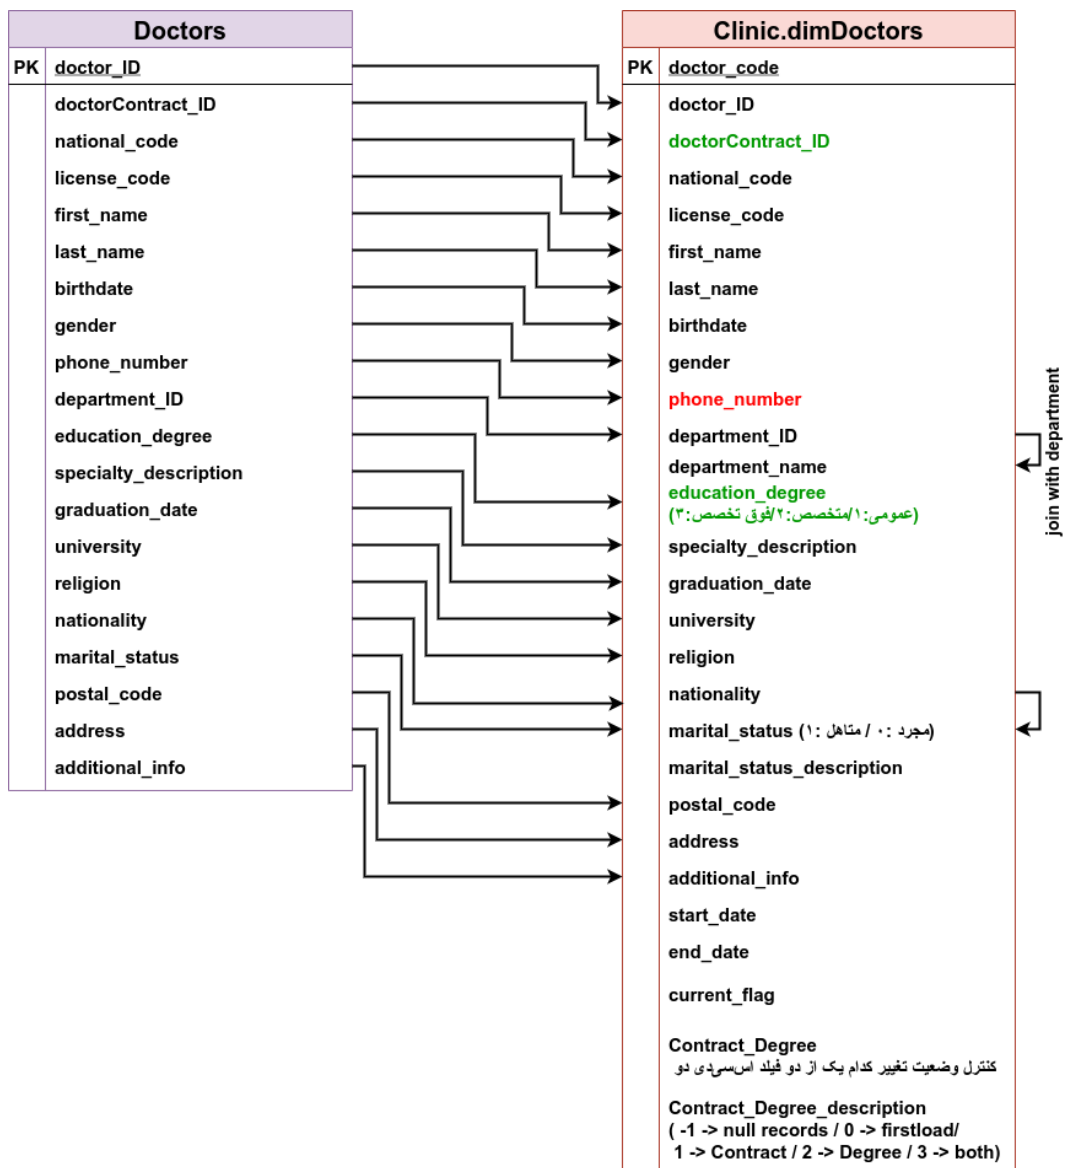 Doctors
PK doctor_ID
doctorContract_ID
national_code
license_code
first_name
last_name
birthdate
gender
phone_number
department_ID
education_degree
specialty_description
graduation_date
university
religion
nationality
marital_status
postal_code
address
additional_info
Clinic.dimDoctors
PK doctor_code
doctor_ID
doctorContract_ID
national_code
license_code
first_name
last_name
birthdate
gender
phone_number
department_ID
department_name
education_degree
(عمومی:۱/متخصص:۲/فوق تخصص:۳)
specialty_description
graduation_date
university
religion
nationality
marital_status (مجرد :۰ / متاهل :۱)
marital_status_description
postal_code
address
additional_info
start_date
end_date
current_flag
Contract_Degree
کنترل وضعیت تغییر کدام یک از دو فیلد اس‌سی‌دی دو
Contract_Degree_description
( -1 -> null records / 0 -> firstload/
1 -> Contract / 2 -> Degree / 3 -> both)
join with department